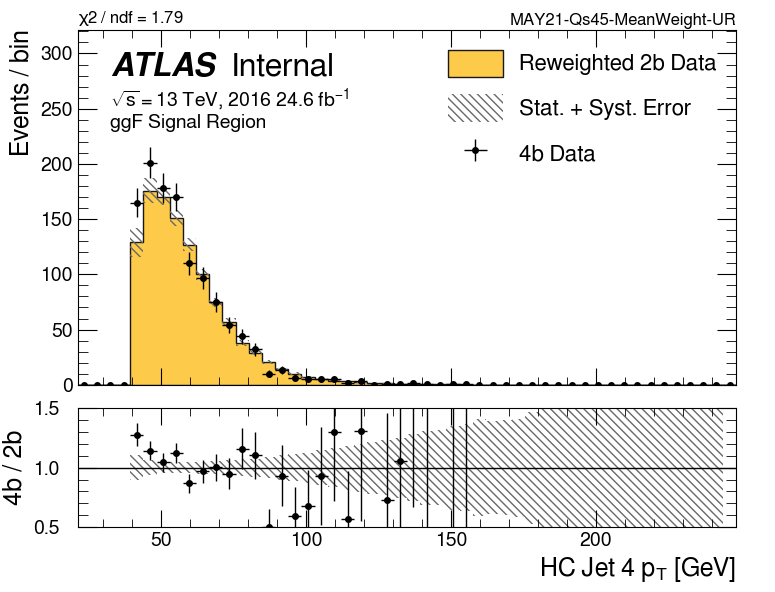 χ2 / ndf = 1.79
MAY21-Qs45-MeanWeight-UR
ATLAS Internal
√s = 13 TeV, 2016 24.6 fb⁻¹
ggF Signal Region
Reweighted 2b Data
Stat. + Syst. Error
4b Data
Events / bin
300
250
200
150
100
50
0
4b / 2b
1.5
1.0
0.5
50 100 150 200
HC Jet 4 p_T [GeV]